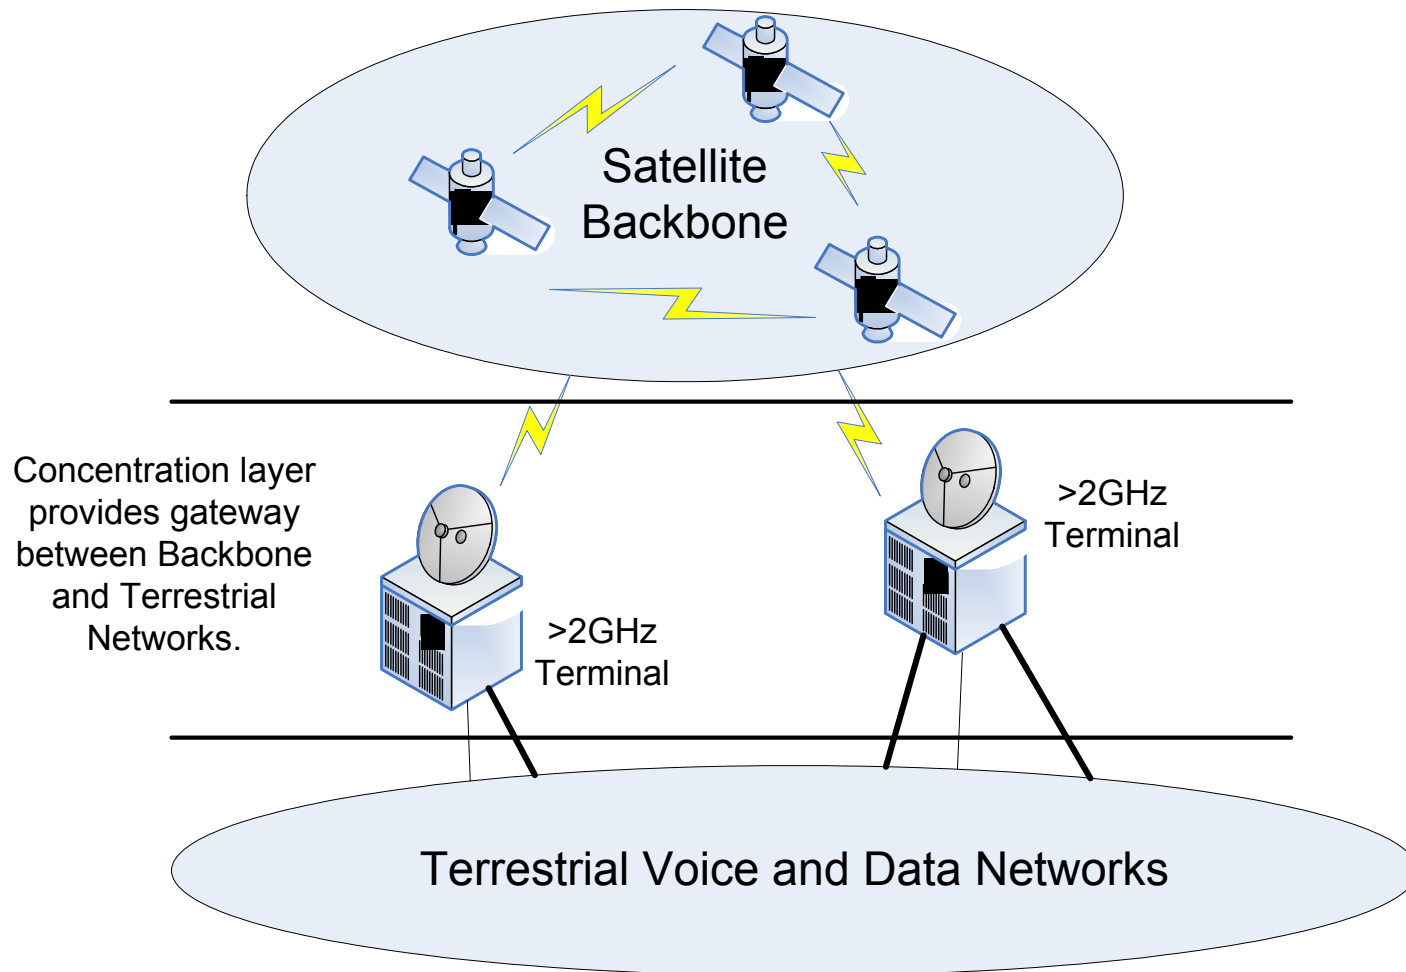 Satellite
Backbone
Concentration layer
provides gateway
between Backbone
and Terrestrial
Networks.
>2GHz
Terminal
>2GHz
Terminal
Terrestrial Voice and Data Networks